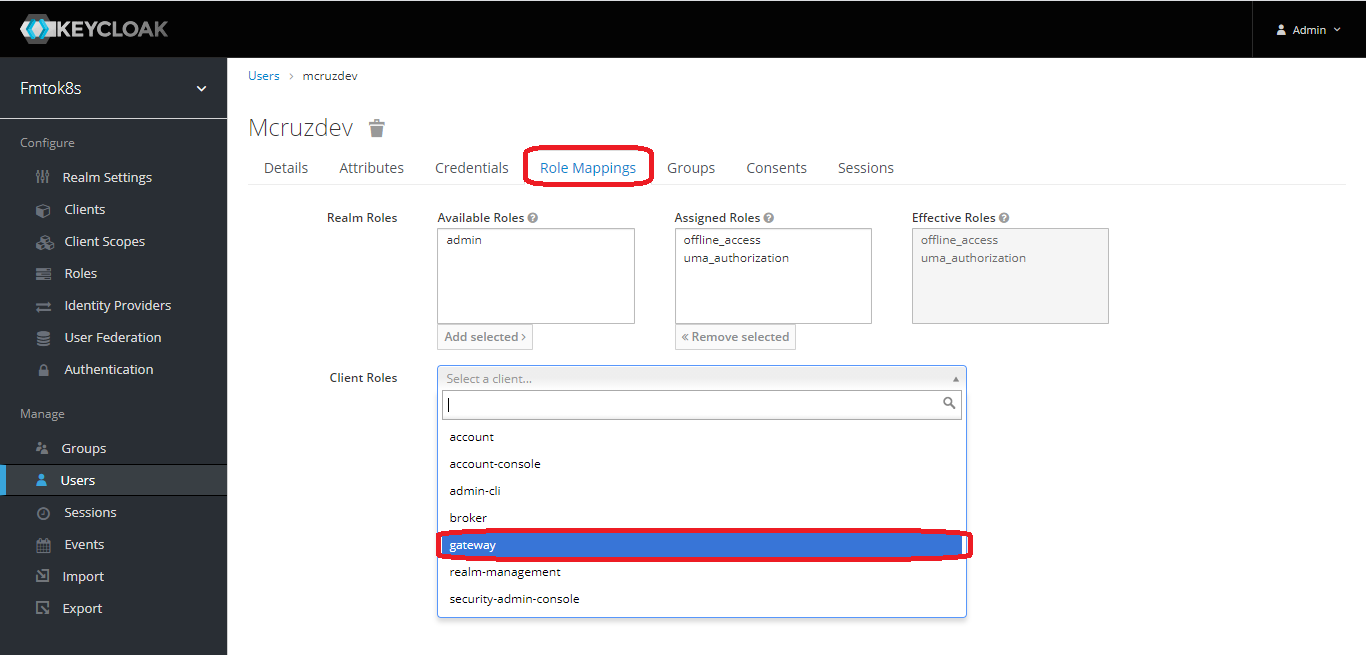 KEYCLOAK
Admin
Fmtok8s
Configure
Realm Settings
Clients
Client Scopes
Roles
Identity Providers
User Federation
Authentication
Manage
Groups
Users
Sessions
Events
Import
Export
Users › mcruzdev
Mcruzdev
Details Attributes Credentials Role Mappings Groups Consents Sessions
Realm Roles
Available Roles ?
admin
Add selected ›
Assigned Roles ?
offline_access
uma_authorization
« Remove selected
Effective Roles ?
offline_access
uma_authorization
Client Roles
Select a client...
account
account-console
admin-cli
broker
gateway
realm-management
security-admin-console